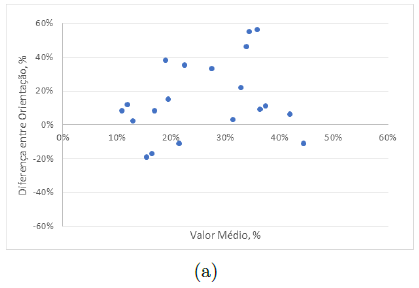 60%
40%
20%
0%
-20%
-40%
-60%
0% 10% 20% 30% 40% 50% 60%
Diferença entre Orientação, %
Valor Médio, %
(a)